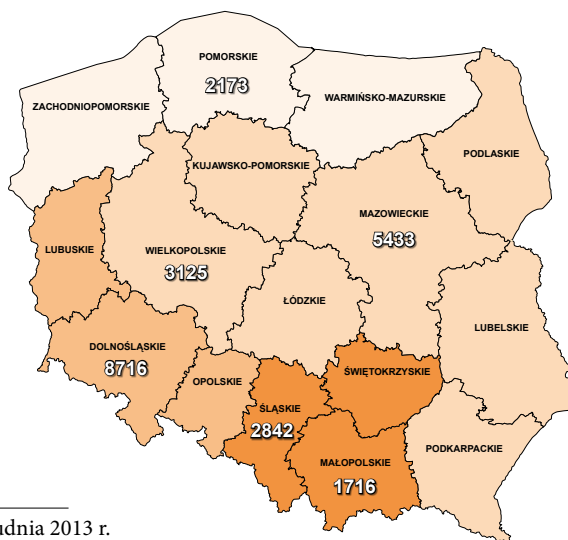 POMORSKIE
2173
ZACHODNIOPOMORSKIE
WARMIŃSKO-MAZURSKIE
PODLASKIE
KUJAWSKO-POMORSKIE
MAZOWIECKIE
5433
LUBUSKIE
WIELKOPOLSKIE
3125
ŁÓDZKIE
LUBELSKIE
DOLNOŚLĄSKIE
8716
OPOLSKIE
ŚWIĘTOKRZYSKIE
ŚLĄSKIE
2842
PODKARPACKIE
MAŁOPOLSKIE
1716
udnia 2013 r.